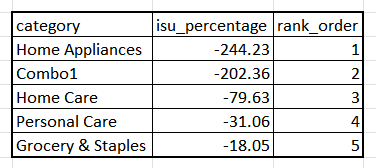 category isu_percentage rank_order
Home Appliances -244.23 1
Combo1 -202.36 2
Home Care -79.63 3
Personal Care -31.06 4
Grocery & Staples -18.05 5